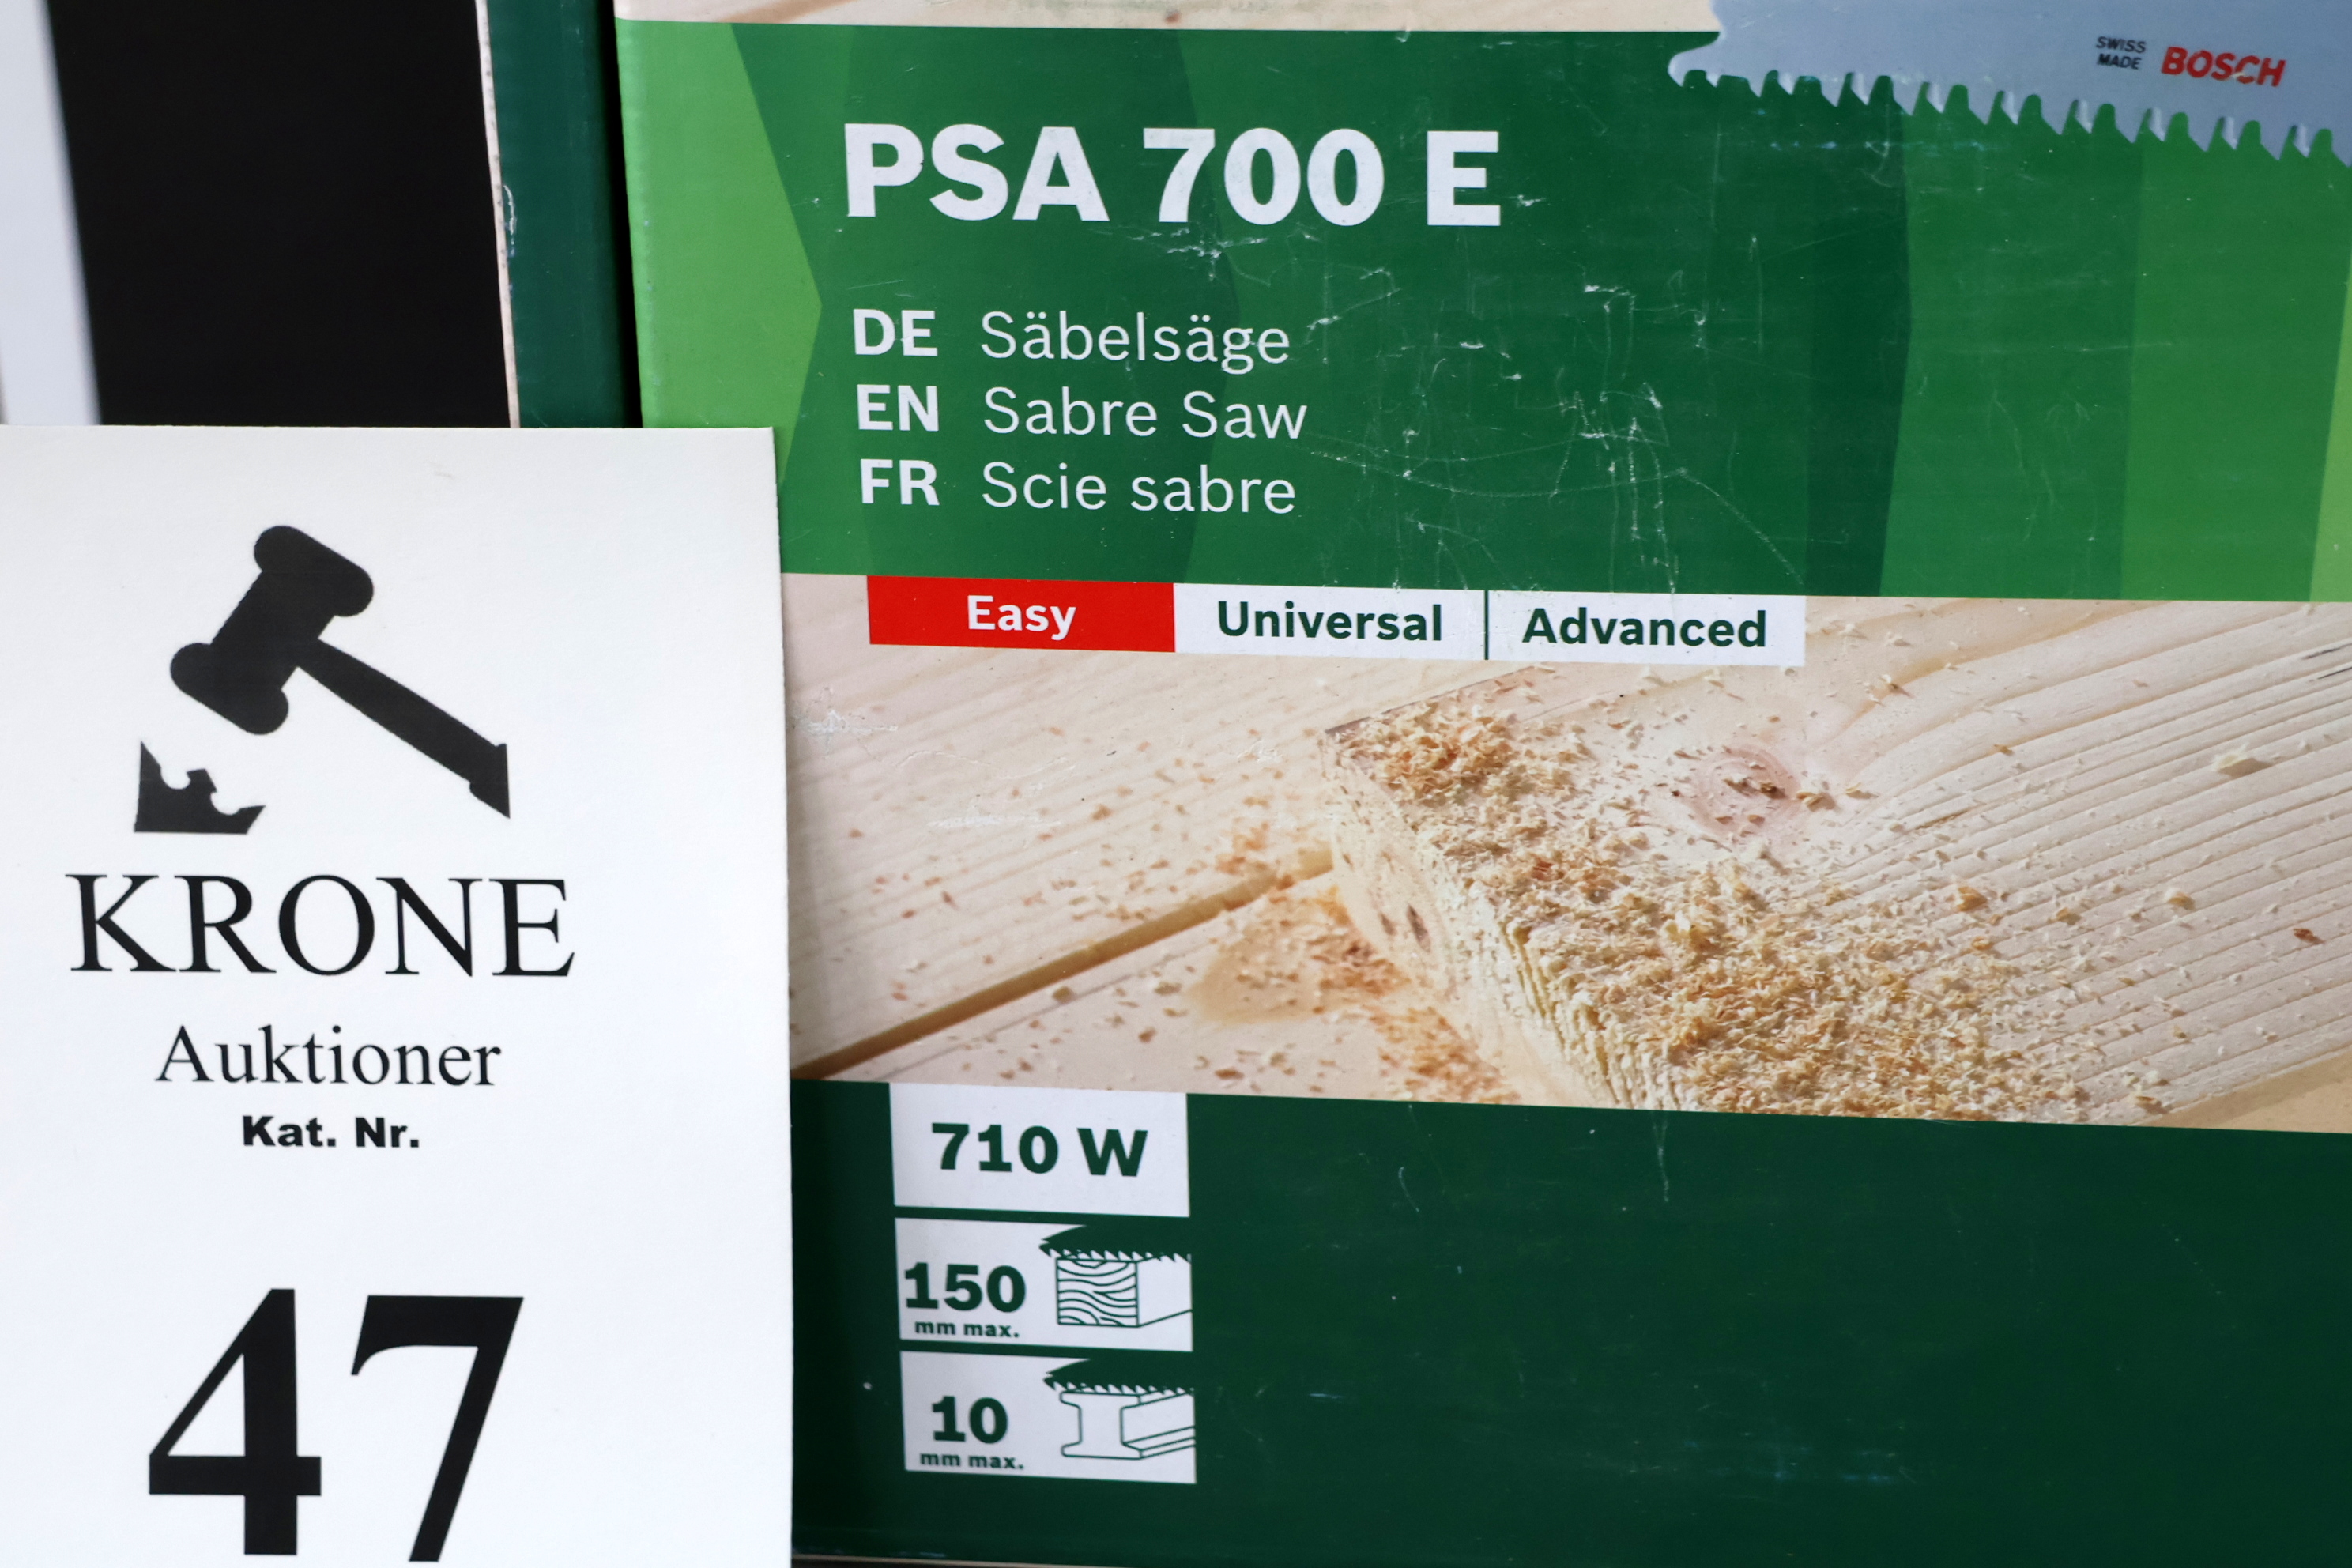 SWISS
MADE
BOSCH
PSA 700 E
DE Säbelsäge
EN Sabre Saw
FR Scie sabre
Easy
Universal
Advanced
710 W
150
mm max.
10
mm max.
KRONE
Auktioner
Kat. Nr.
47